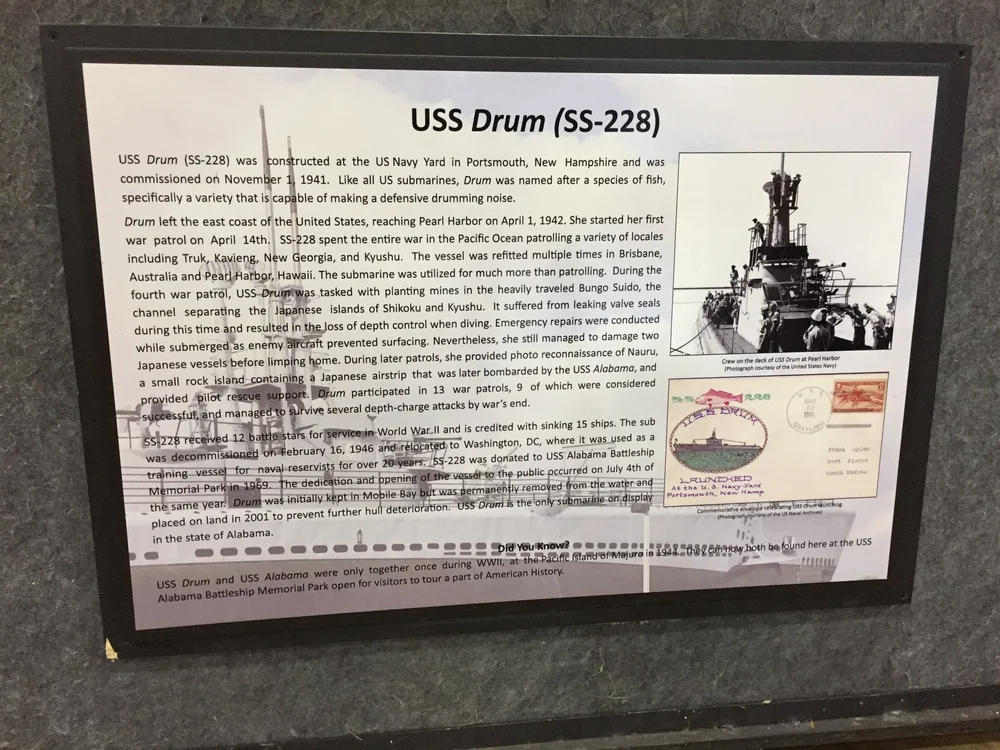 USS Drum (SS-228)
USS Drum (SS-228) was constructed at the US Navy Yard in Portsmouth, New Hampshire and was
commissioned on November 1, 1941. Like all US submarines, Drum was named after a species of fish,
specifically a variety that is capable of making a defensive drumming noise.
Drum left the east coast of the United States, reaching Pearl Harbor on April 1, 1942. She started her first
war patrol on April 14th. SS-228 spent the entire war in the Pacific Ocean patrolling a variety of locales
including Truk, Kavieng, New Georgia, and Kyushu. The vessel was refitted multiple times in Brisbane,
Australia and Pearl Harbor, Hawaii. The submarine was utilized for much more than patrolling. During the
fourth war patrol, USS Drum was tasked with planting mines in the heavily traveled Bungo Suido, the
channel separating the Japanese islands of Shikoku and Kyushu. It suffered from leaking valve seals
during this time and resulted in the loss of depth control when diving. Emergency repairs were conducted
while submerged as enemy aircraft prevented surfacing. Nevertheless, she still managed to damage two
Japanese vessels before limping home. During later patrols, she provided photo reconnaissance of Nauru,
a small rock island containing a Japanese airstrip that was later bombarded by the USS Alabama, and
provided pilot rescue support. Drum participated in 13 war patrols, 9 of which were considered
successful, and managed to survive several depth-charge attacks by war's end.
SS-228 received 12 battle stars for service in World War II and is credited with sinking 15 ships. The sub
was decommissioned on February 16, 1946 and relocated to Washington, DC, where it was used as a
training vessel for naval reservists for over 20 years. SS-228 was donated to USS Alabama Battleship
Memorial Park in 1969. The dedication and opening of the vessel to the public occurred on July 4th of
the same year. Drum was initially kept in Mobile Bay but was permanently removed from the water and
placed on land in 2001 to prevent further hull deterioration. USS Drum is the only submarine on display
in the state of Alabama.
Crew on the deck of USS Drum at Pearl Harbor
(Photograph courtesy of the United States Navy)
SS 228
USS DRUM
LAUNCHED
At the U.S. Navy Yard
Portsmouth, New Hamp
Frank
Fort Pierre
South Dakota
Commemorative envelope celebrating USS Drum launching.
(Photograph courtesy of the US Naval Archives)
Did You Know?
USS Drum and USS Alabama were only together once during WWII, at the Pacific Island of Majuro in 1944. They can now both be found here at the USS
Alabama Battleship Memorial Park open for visitors to tour a part of American History.